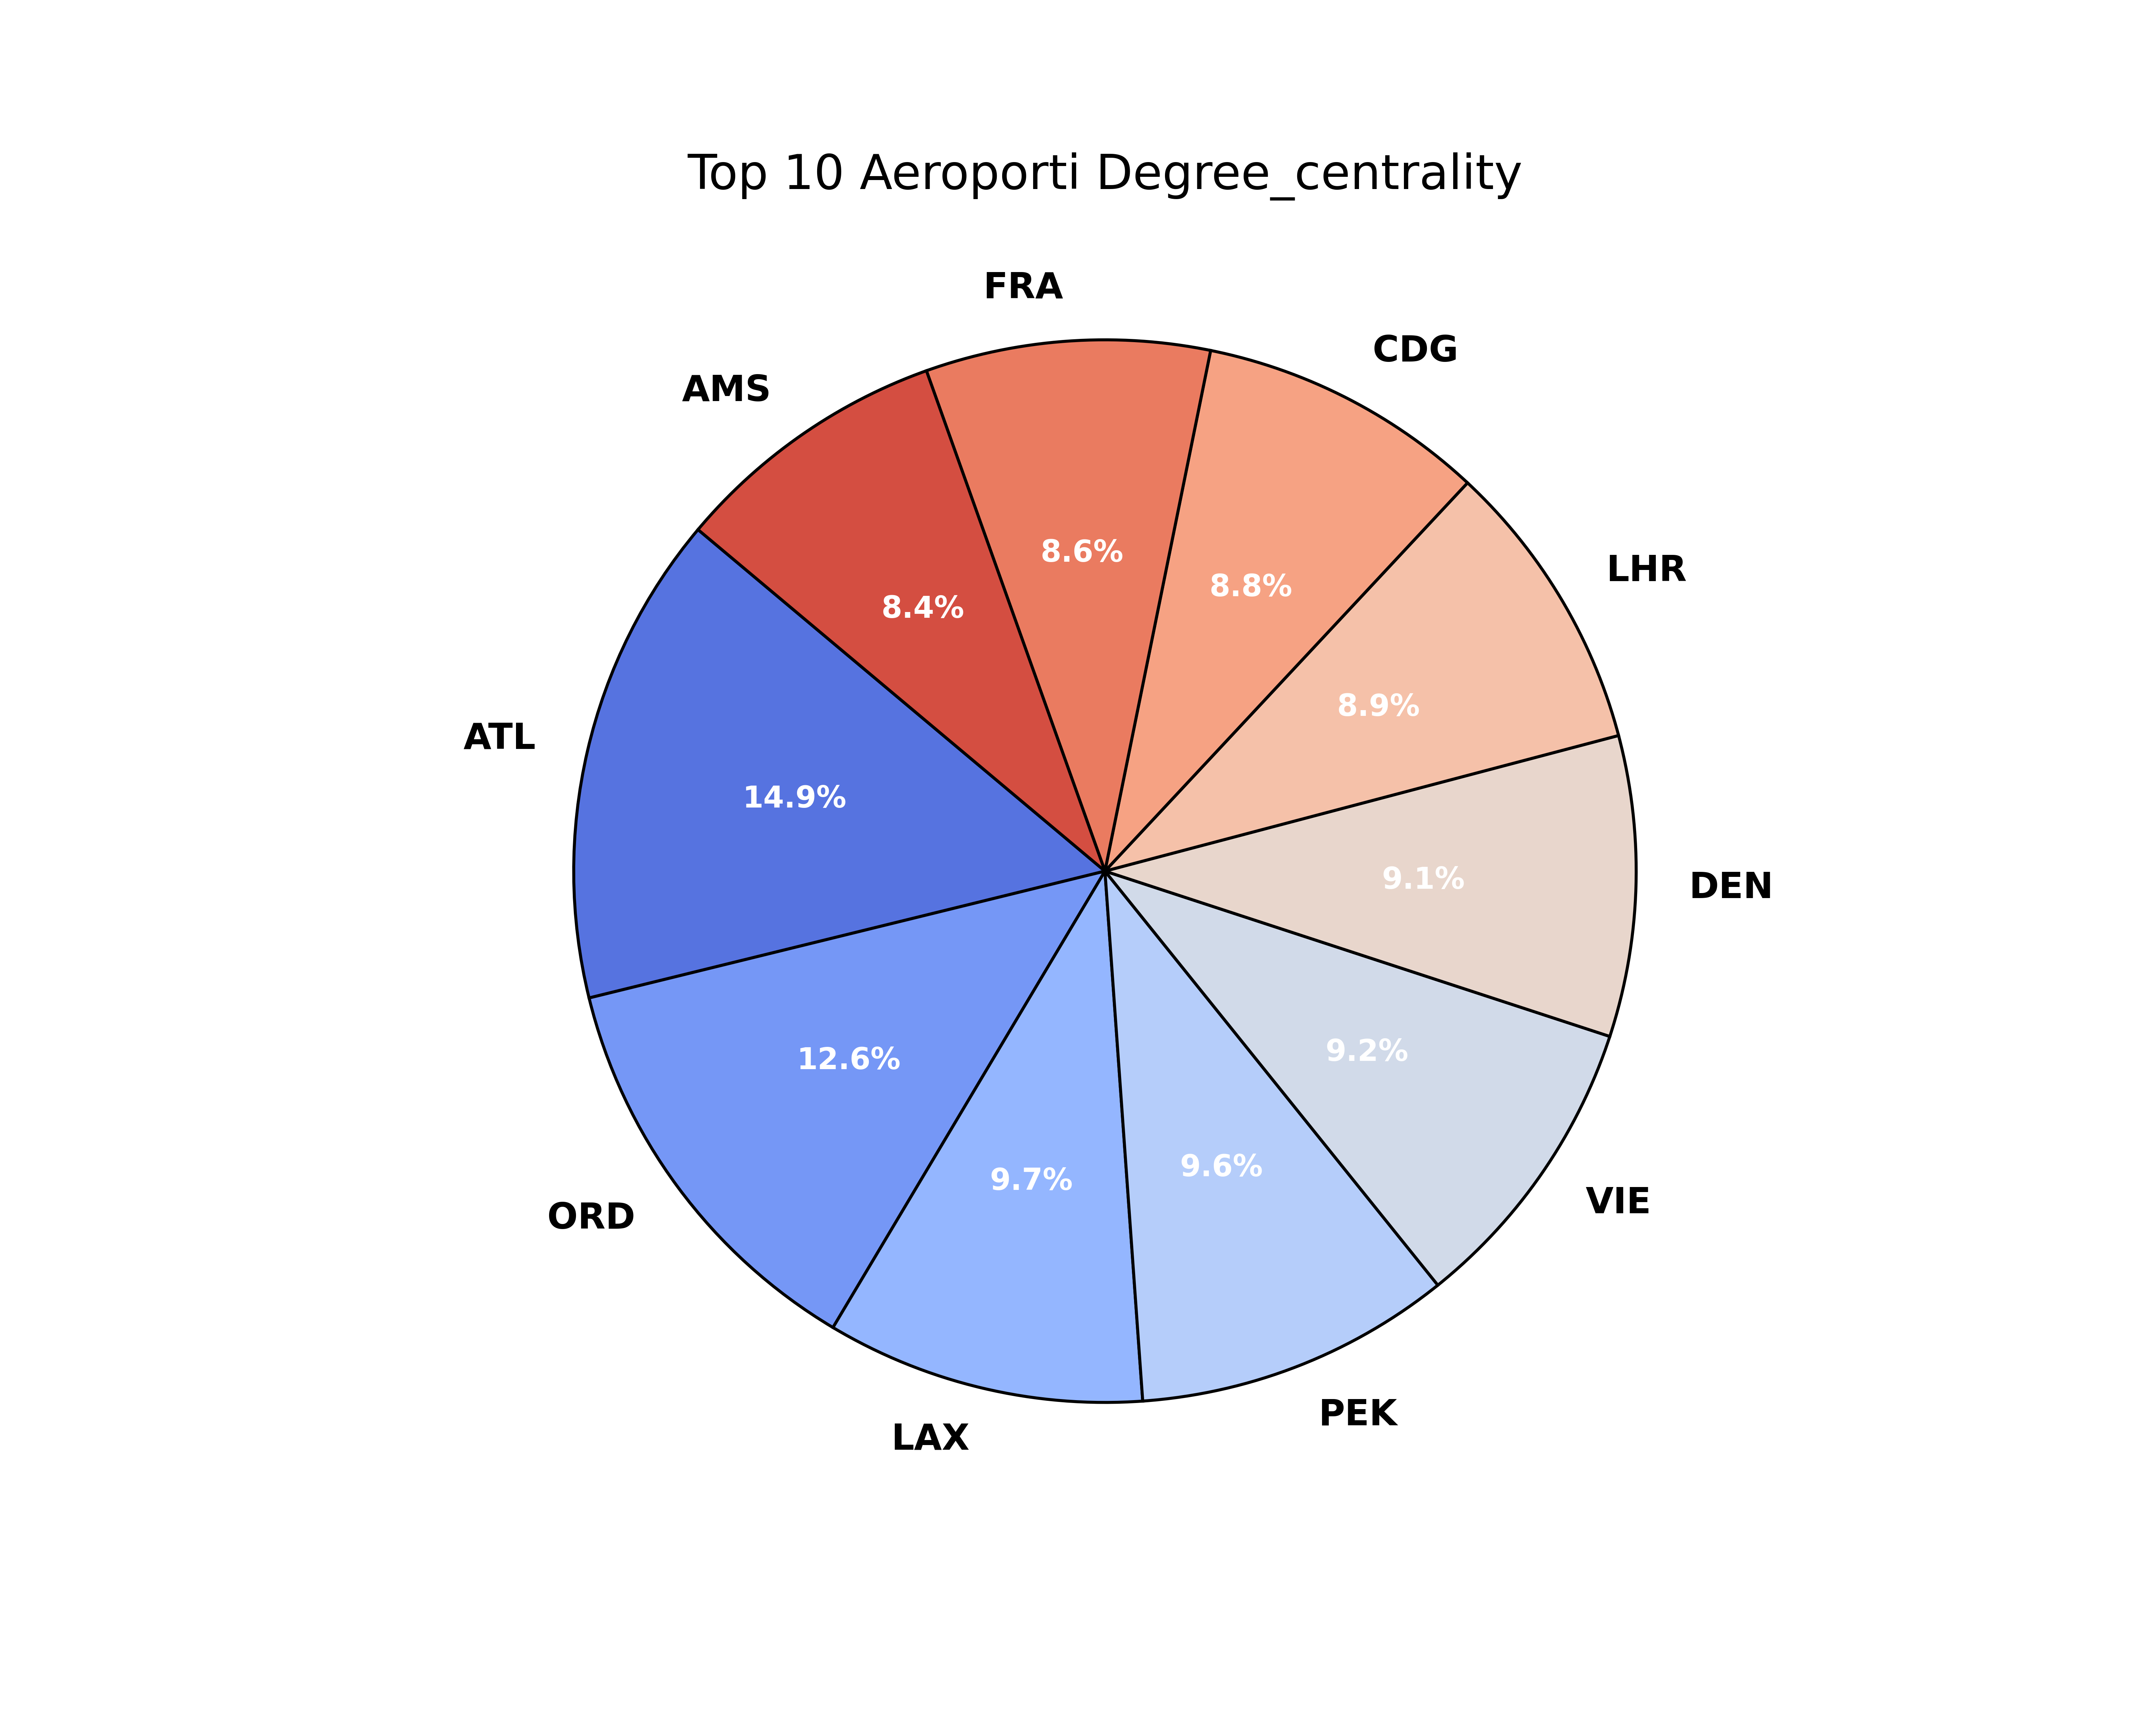 Top 10 Aeroporti Degree_centrality
FRA
CDG
AMS
LHR
8.6%
8.8%
8.4%
8.9%
ATL
14.9%
9.1%
DEN
12.6%
9.2%
9.7%
9.6%
ORD
VIE
LAX
PEK